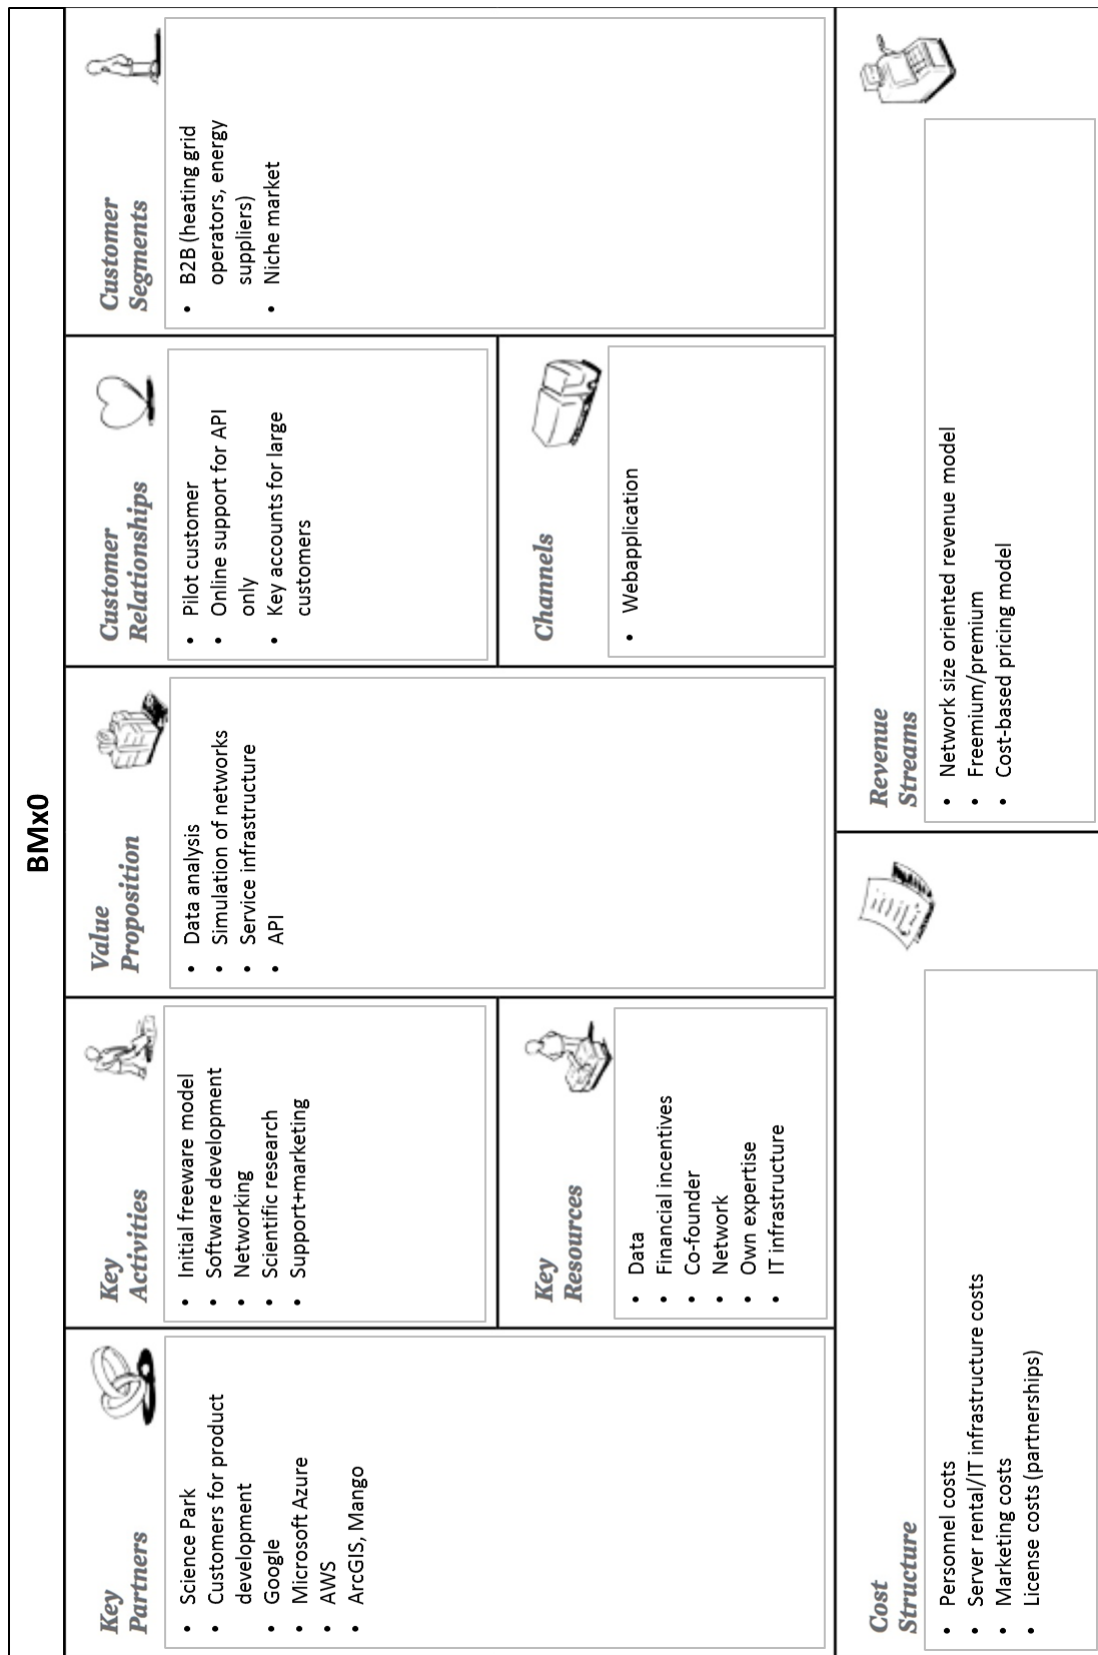 BMx0
Key
Partners
• Science Park
• Customers for product
development
• Google
• Microsoft Azure
• AWS
• ArcGIS, Mango
Key
Activities
• Initial freeware model
• Software development
• Networking
• Scientific research
• Support+marketing
Key
Resources
• Data
• Financial incentives
• Co-founder
• Network
• Own expertise
• IT infrastructure
Value
Proposition
• Data analysis
• Simulation of networks
• Service infrastructure
• API
Customer
Relationships
• Pilot customer
• Online support for API
only
• Key accounts for large
customers
Channels
• Webapplication
Customer
Segments
• B2B (heating grid
operators, energy
suppliers)
• Niche market
Cost
Structure
• Personnel costs
• Server rental/IT infrastructure costs
• Marketing costs
• License costs (partnerships)
Revenue
Streams
• Network size oriented revenue model
• Freemium/premium
• Cost-based pricing model